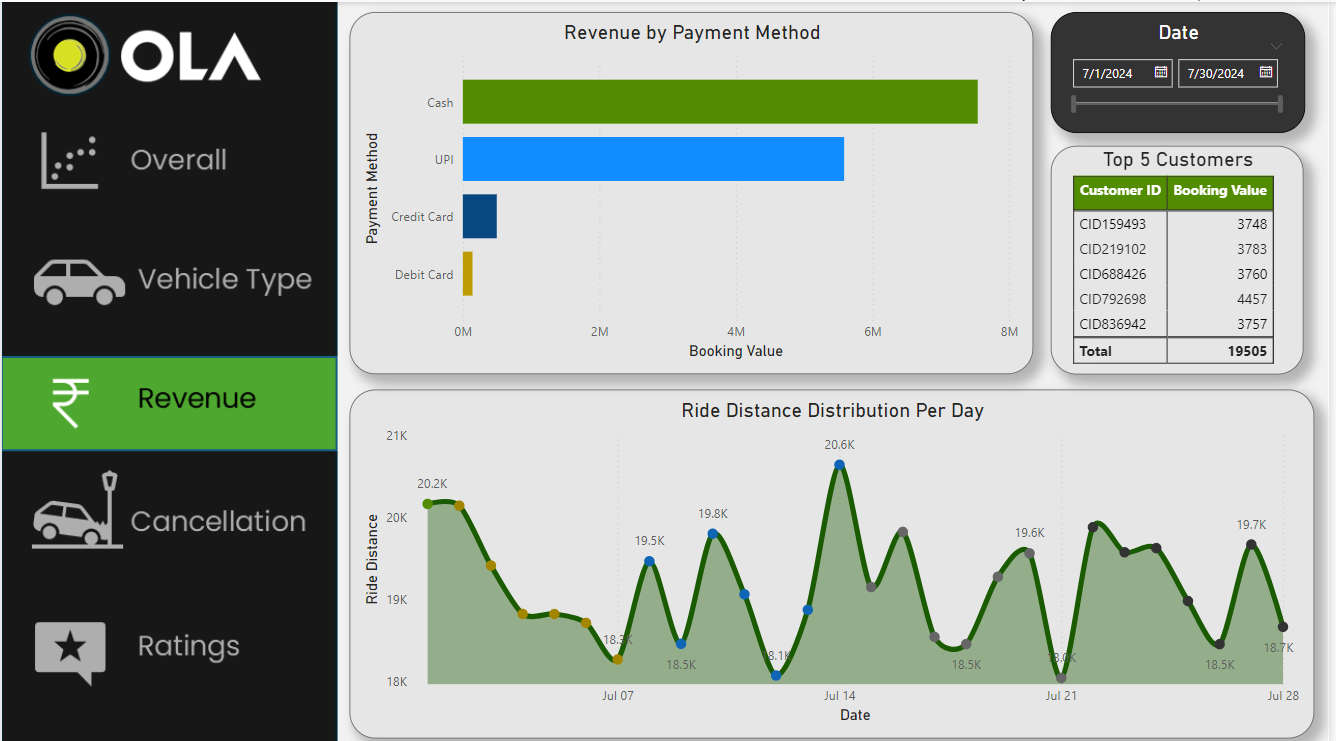 OLA
Overall
Vehicle Type
Revenue
Cancellation
Ratings
Revenue by Payment Method
Payment Method
Cash
UPI
Credit Card
Debit Card
0M 2M 4M 6M 8M
Booking Value
Date
7/1/2024 7/30/2024
Top 5 Customers
Customer ID Booking Value
CID159493 3748
CID219102 3783
CID688426 3760
CID792698 4457
CID836942 3757
Total 19505
Ride Distance Distribution Per Day
Ride Distance
21K
20K
19K
18K
20.2K
18.3K
19.5K
18.5K
19.8K
18.1K
20.6K
18.5K
19.6K
18.0K
18.5K
19.7K
18.7K
Jul 07 Jul 14 Jul 21 Jul 28
Date